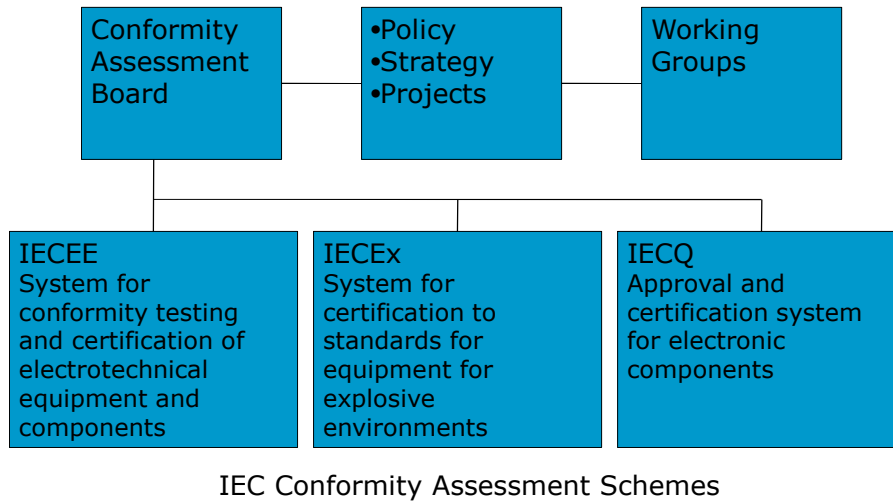 Conformity
Assessment
Board
•Policy
•Strategy
•Projects
Working
Groups
IECEE
System for
conformity testing
and certification of
electrotechnical
equipment and
components
IECEx
System for
certification to
standards for
equipment for
explosive
environments
IECQ
Approval and
certification system
for electronic
components
IEC Conformity Assessment Schemes